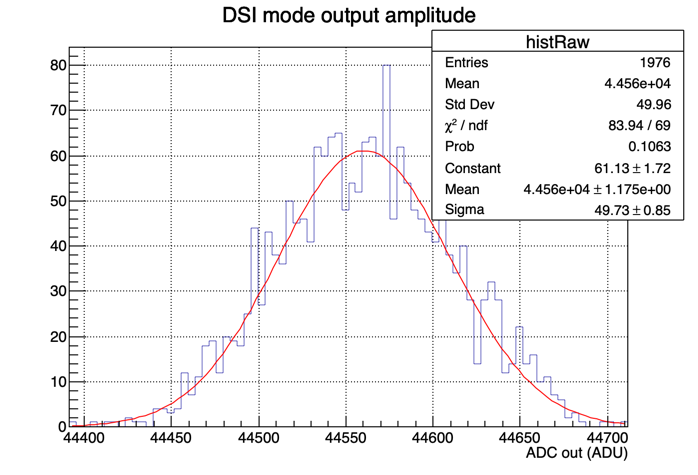 DSI mode output amplitude
histRaw
Entries 1976
Mean 4.456e+04
Std Dev 49.96
χ² / ndf 83.94 / 69
Prob 0.1063
Constant 61.13 ± 1.72
Mean 4.456e+04 ± 1.175e+00
Sigma 49.73 ± 0.85
80
70
60
50
40
30
20
10
0
44400 44450 44500 44550 44600 44650 44700
ADC out (ADU)